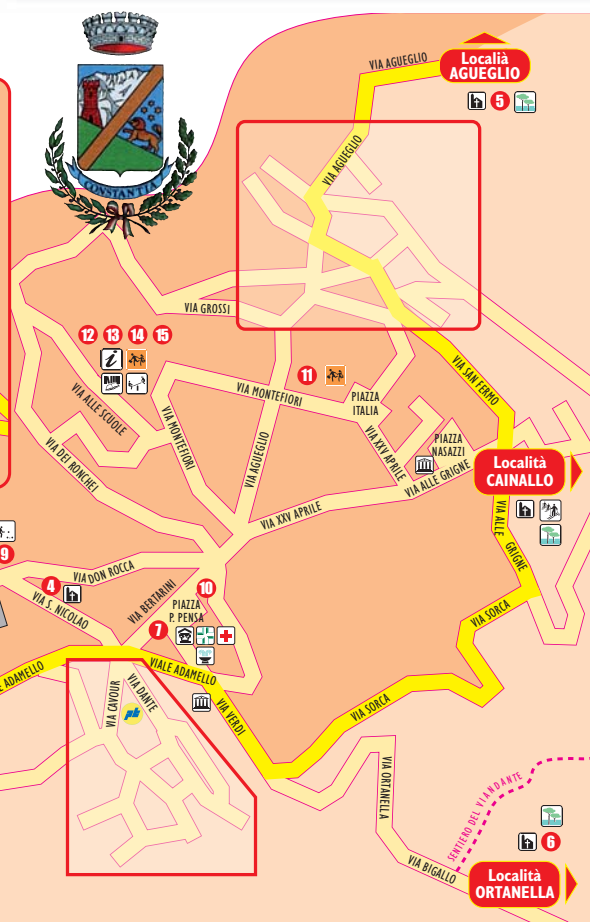 CONSTANTIA
VIA AGUEGLIO
Localià
AGUEGLIO
5
VIA AGUEGLIO
VIA GROSSI
12 13 14 15
i
11
VIA MONTEFIORI
PIAZZA
ITALIA
VIA SAN FERMO
VIA ALLE SCUOLE
VIA MONTEFIORI
VIA AGUEGLIO
VIA XXV APRILE
PIAZZA
NASAZZI
VIA ALLE GRIGNE
Località
CAINALLO
VIA DEI RONCHEI
VIA XXV APRILE
VIA ALLE GRIGNE
9
VIA DON ROCCA
4
VIA S. NICOLAO
VIA BERTARINI
10
PIAZZA
P. PENSA
7
VIA SORCA
E ADAMELLO
VIALE ADAMELLO
VIA CAVOUR
VIA DANTE
pb
VIA VERDI
VIA SORCA
VIA ORTANELLA
SENTIERO DEL VIANDANTE
6
VIA BIGALLO
Località
ORTANELLA